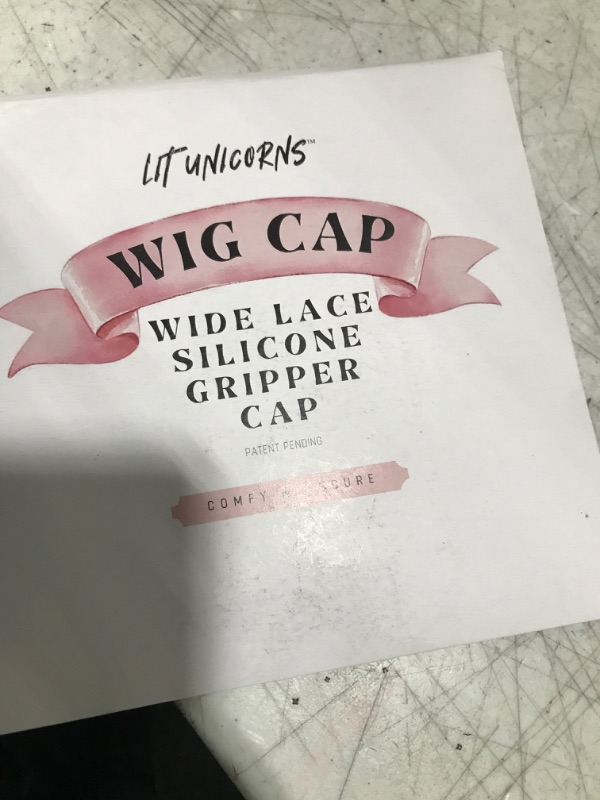 LIT UNICORNS™
WIG CAP
WIDE LACE
SILICONE
GRIPPER
CAP
PATENT PENDING
COMFY